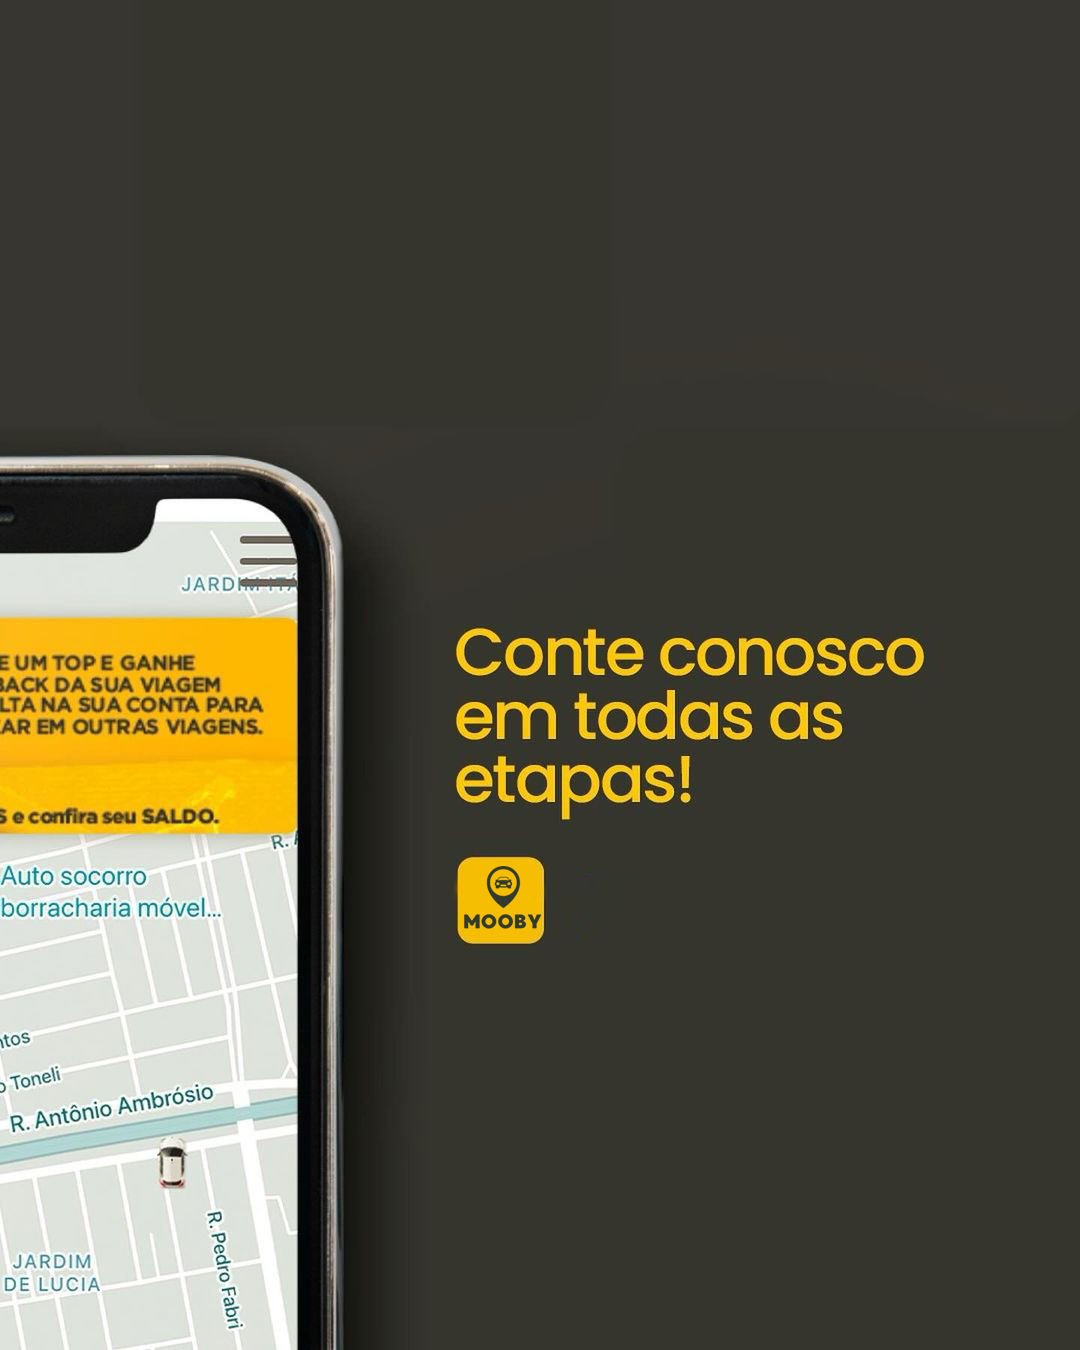 JARDIM ITÁ
E UM TOP E GANHE
BACK DA SUA VIAGEM
LTA NA SUA CONTA PARA
AR EM OUTRAS VIAGENS.
S e confira seu SALDO.
R. A
Auto socorro
borracharia móvel...
ntos
o Toneli
R. Antônio Ambrósio
R. Pedro Fabri
JARDIM
DE LUCIA
Conte conosco
em todas as
etapas!
MOOBY